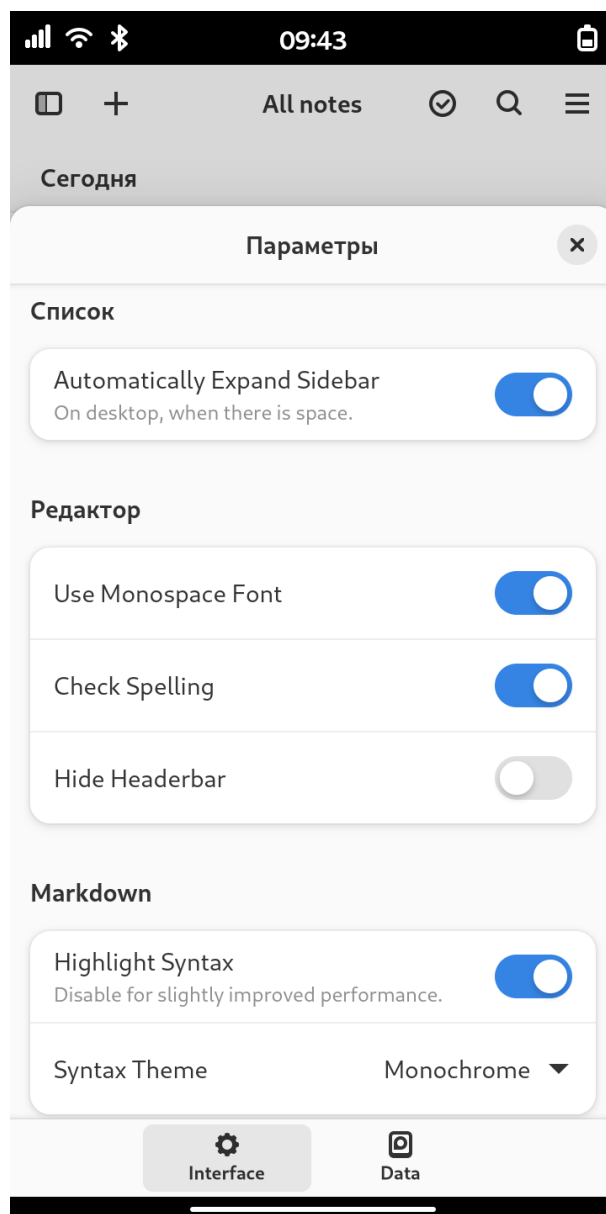 09:43
All notes
Сегодня
Параметры
Список
Automatically Expand Sidebar
On desktop, when there is space.
Редактор
Use Monospace Font
Check Spelling
Hide Headerbar
Markdown
Highlight Syntax
Disable for slightly improved performance.
Syntax Theme Monochrome
Interface Data